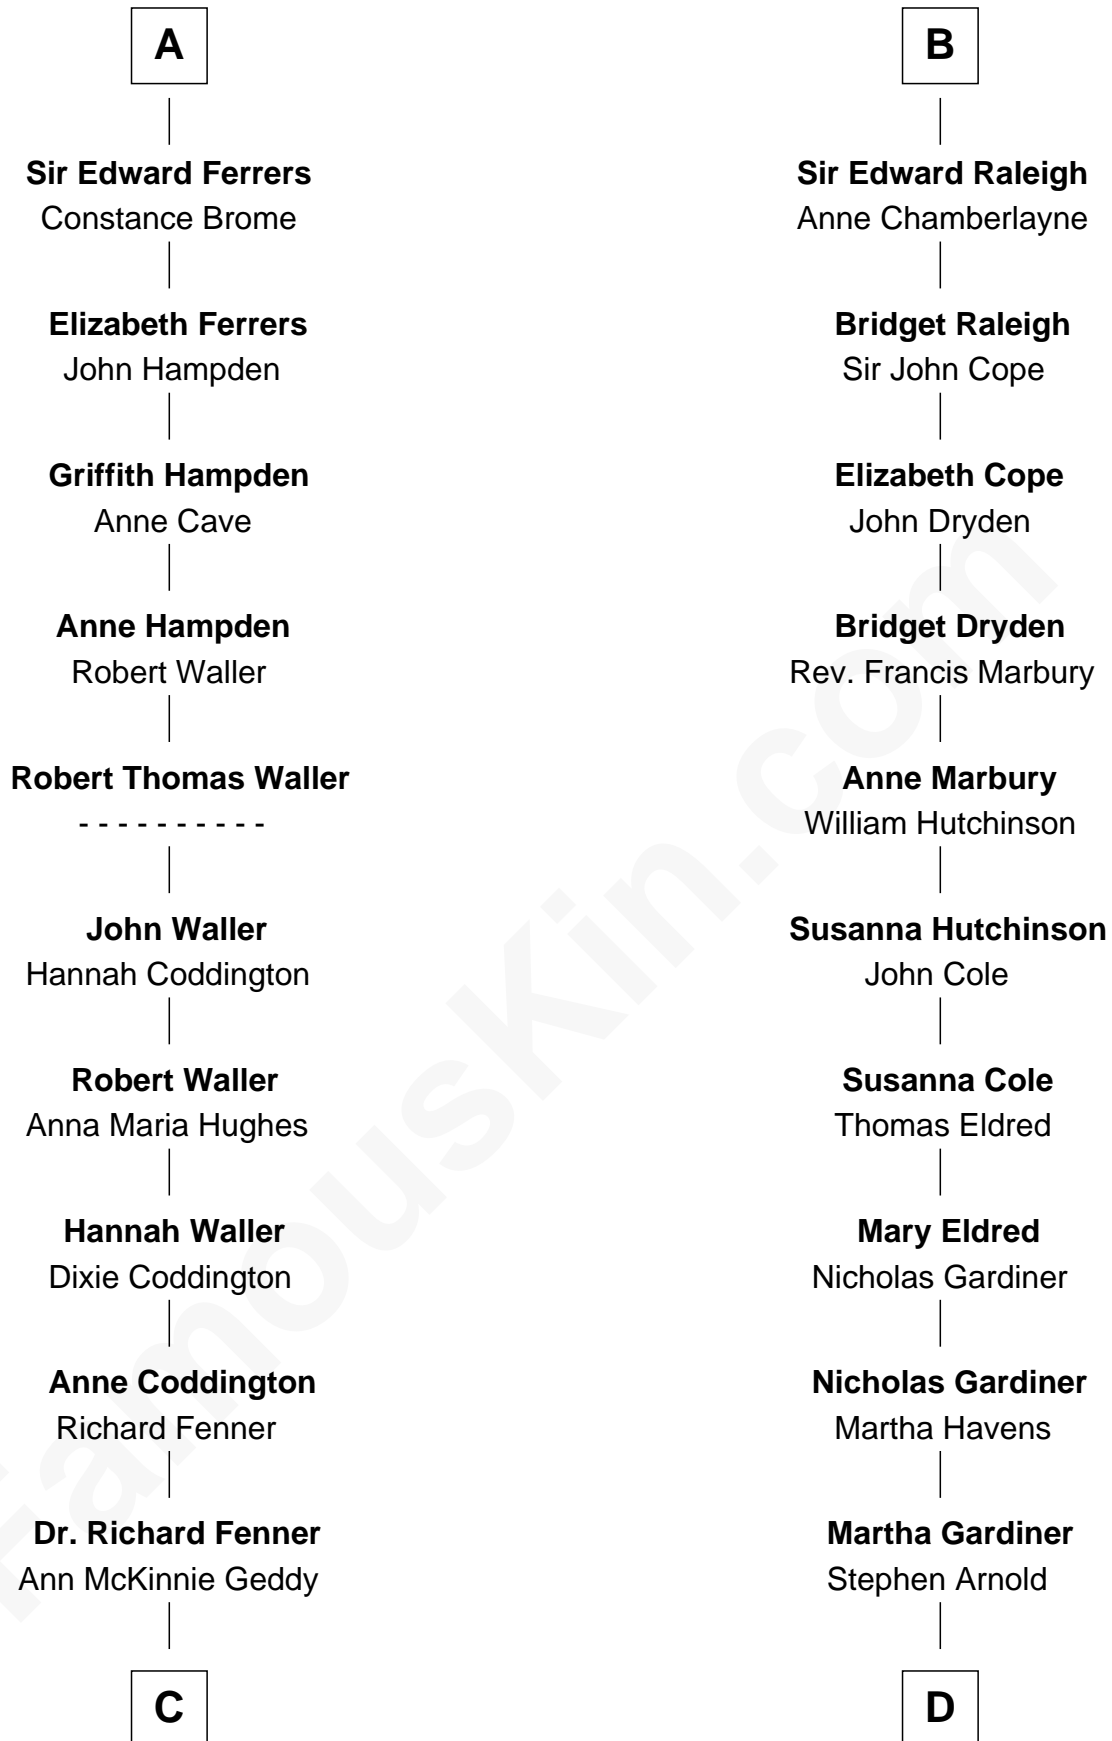 A
Sir Edward Ferrers
Constance Brome
Elizabeth Ferrers
John Hampden
Griffith Hampden
Anne Cave
Anne Hampden
Robert Waller
Robert Thomas Waller
- - - - - - - - - -
John Waller
Hannah Coddington
Robert Waller
Anna Maria Hughes
Hannah Waller
Dixie Coddington
Anne Coddington
Richard Fenner
Dr. Richard Fenner
Ann McKinnie Geddy
C
B
Sir Edward Raleigh
Anne Chamberlayne
Bridget Raleigh
Sir John Cope
Elizabeth Cope
John Dryden
Bridget Dryden
Rev. Francis Marbury
Anne Marbury
William Hutchinson
Susanna Hutchinson
John Cole
Susanna Cole
Thomas Eldred
Mary Eldred
Nicholas Gardiner
Nicholas Gardiner
Martha Havens
Martha Gardiner
Stephen Arnold
D
FamousKin.com